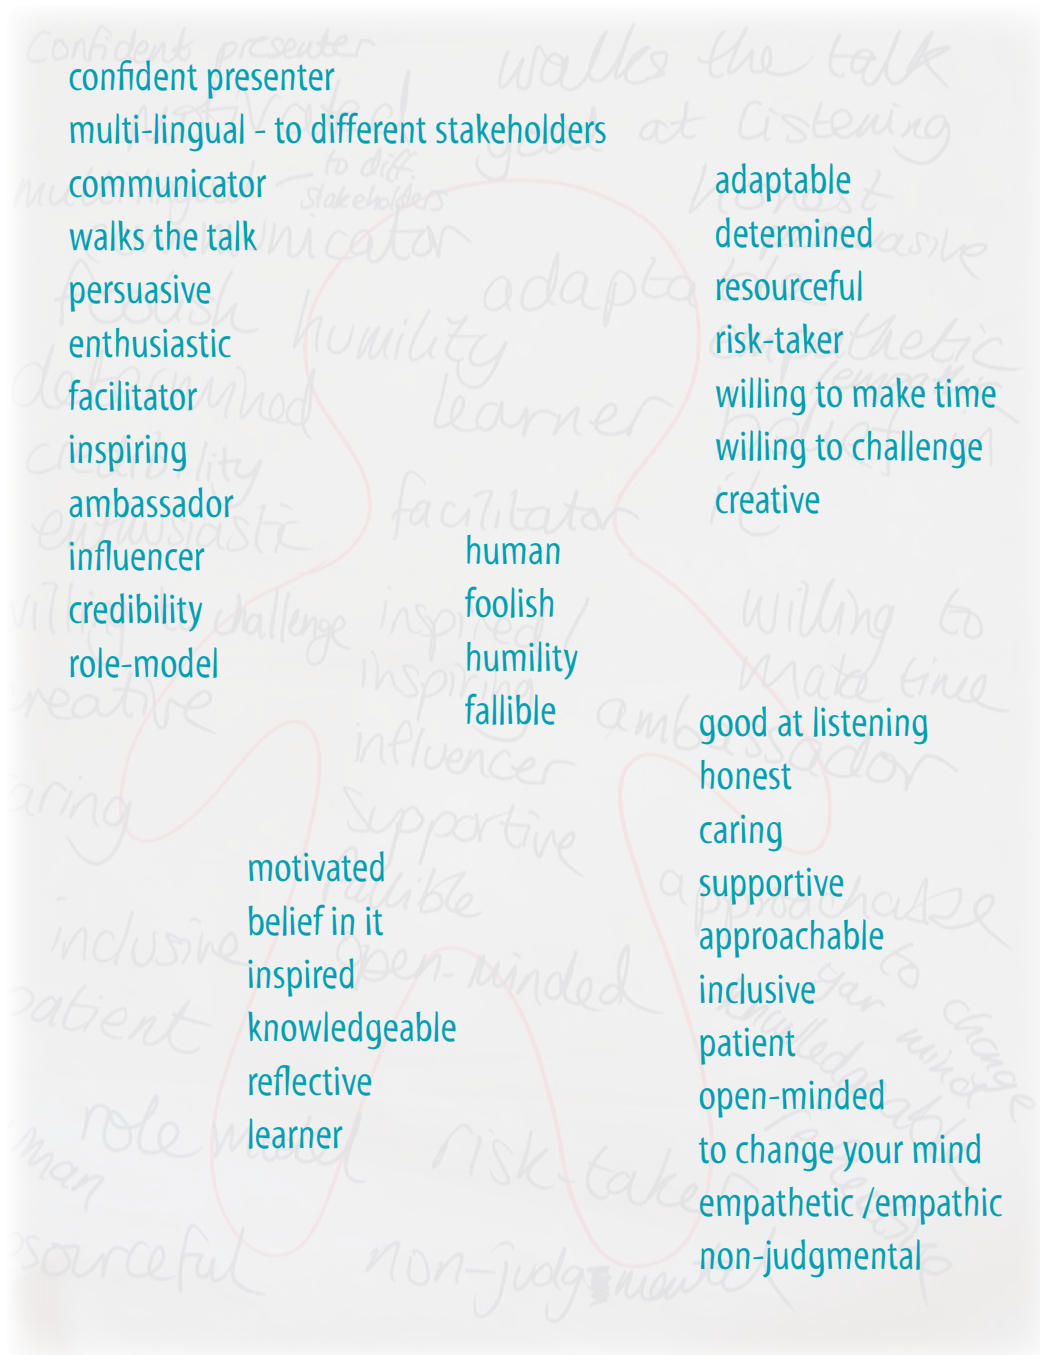 confident presenter
multi-lingual - to different stakeholders
communicator
walks the talk
persuasive
enthusiastic
facilitator
inspiring
ambassador
influencer
credibility
role-model
adaptable
determined
resourceful
risk-taker
willing to make time
willing to challenge
creative
human
foolish
humility
fallible
motivated
belief in it
inspired
knowledgeable
reflective
learner
good at listening
honest
caring
supportive
approachable
inclusive
patient
open-minded
to change your mind
empathetic /empathic
non-judgmental